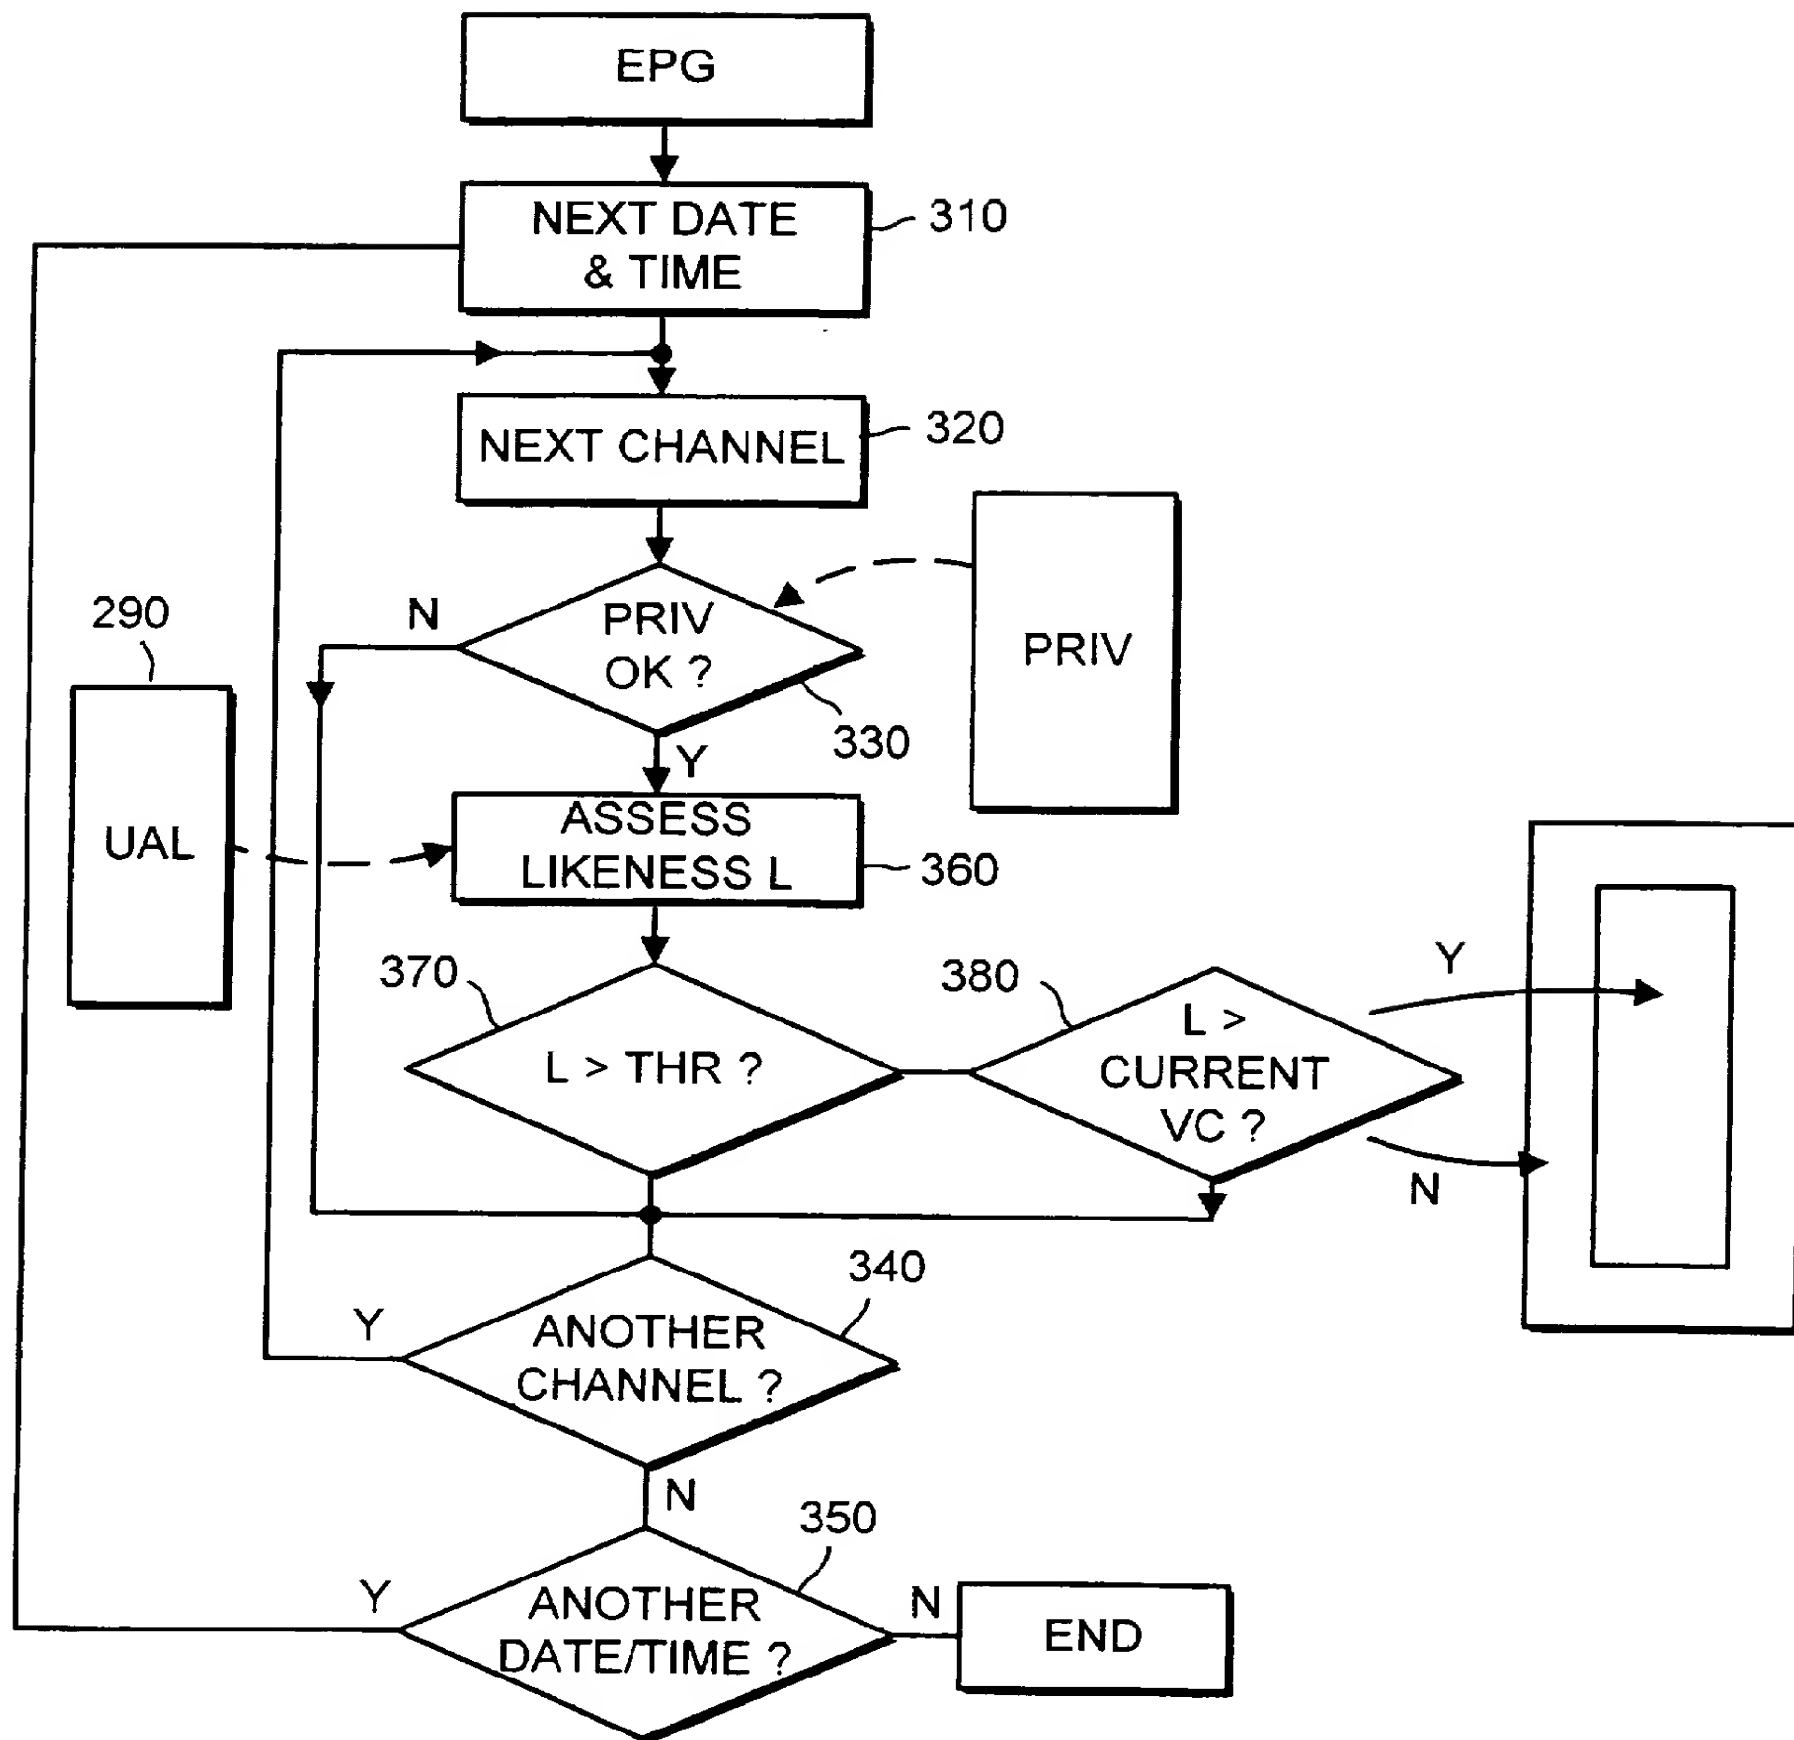 EPG
NEXT DATE
& TIME
310
NEXT CHANNEL
320
PRIV
OK ?
N
330
Y
PRIV
290
UAL
ASSESS
LIKENESS L
360
370
L > THR ?
380
L >
CURRENT
VC ?
Y
N
340
ANOTHER
CHANNEL ?
Y
N
350
ANOTHER
DATE/TIME ?
Y
N
END